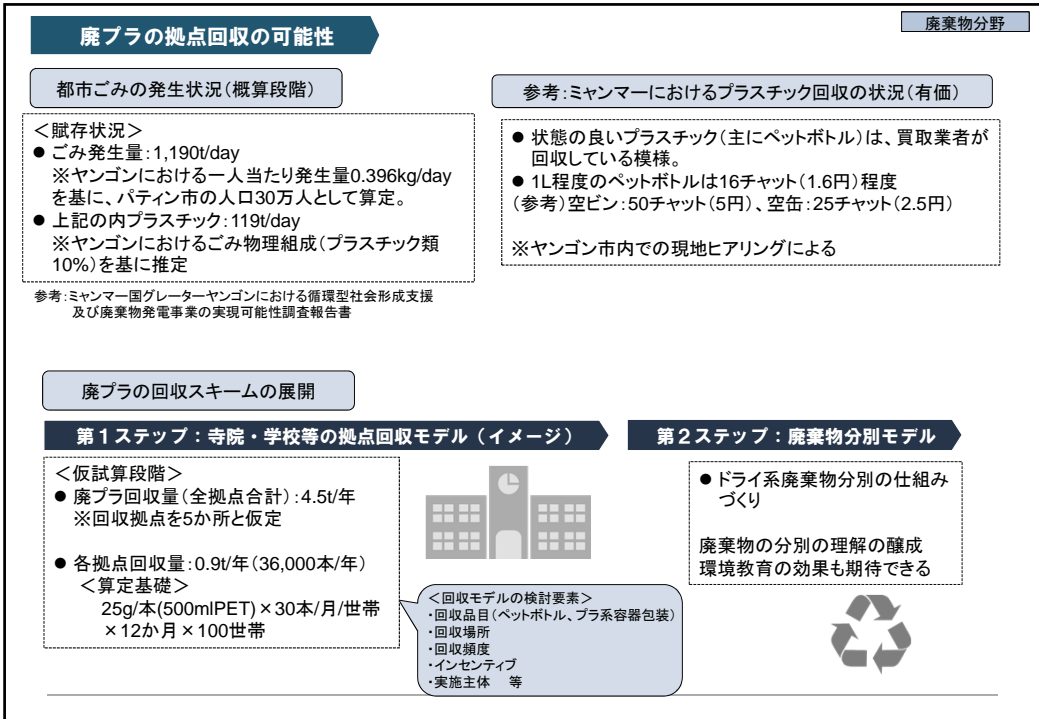 廃棄物分野
廃プラの拠点回収の可能性
都市ごみの発生状況（概算段階）
＜賦存状況＞
● ごみ発生量：1,190t/day
※ヤンゴンにおける一人当たり発生量0.396kg/day
を基に、パティン市の人口30万人として算定。
● 上記の内プラスチック：119t/day
※ヤンゴンにおけるごみ物理組成（プラスチック類
10%）を基に推定
参考：ミャンマー国グレーターヤンゴンにおける循環型社会形成支援
及び廃棄物発電事業の実現可能性調査報告書
参考：ミャンマーにおけるプラスチック回収の状況（有価）
● 状態の良いプラスチック（主にペットボトル）は、買取業者が
回収している模様。
● 1L程度のペットボトルは16チャット（1.6円）程度
（参考）空ビン：50チャット（5円）、空缶：25チャット（2.5円）
※ヤンゴン市内での現地ヒアリングによる
廃プラの回収スキームの展開
第１ステップ：寺院・学校等の拠点回収モデル（イメージ）
＜仮試算段階＞
● 廃プラ回収量（全拠点合計）：4.5t/年
※回収拠点を5か所と仮定
● 各拠点回収量：0.9t/年（36,000本/年）
＜算定基礎＞
25g/本(500mlPET)×30本/月/世帯
×12か月×100世帯
＜回収モデルの検討要素＞
・回収品目（ペットボトル、プラ系容器包装）
・回収場所
・回収頻度
・インセンティブ
・実施主体　等
第２ステップ：廃棄物分別モデル
● ドライ系廃棄物分別の仕組み
づくり
廃棄物の分別の理解の醸成
環境教育の効果も期待できる